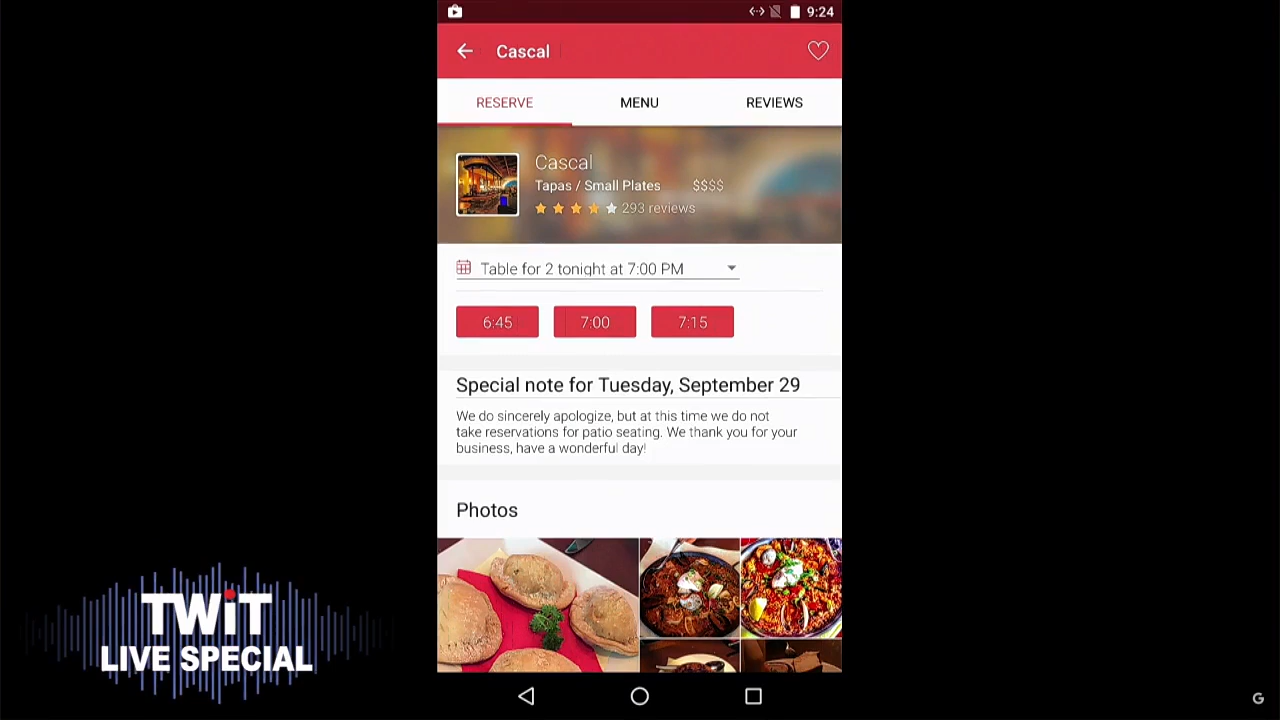 9:24
Cascal
RESERVE MENU REVIEWS
Cascal
Tapas / Small Plates $$$$
293 reviews
Table for 2 tonight at 7:00 PM
6:45 7:00 7:15
Special note for Tuesday, September 29
We do sincerely apologize, but at this time we do not
take reservations for patio seating. We thank you for your
business, have a wonderful day!
Photos
TWiT
LIVE SPECIAL
G